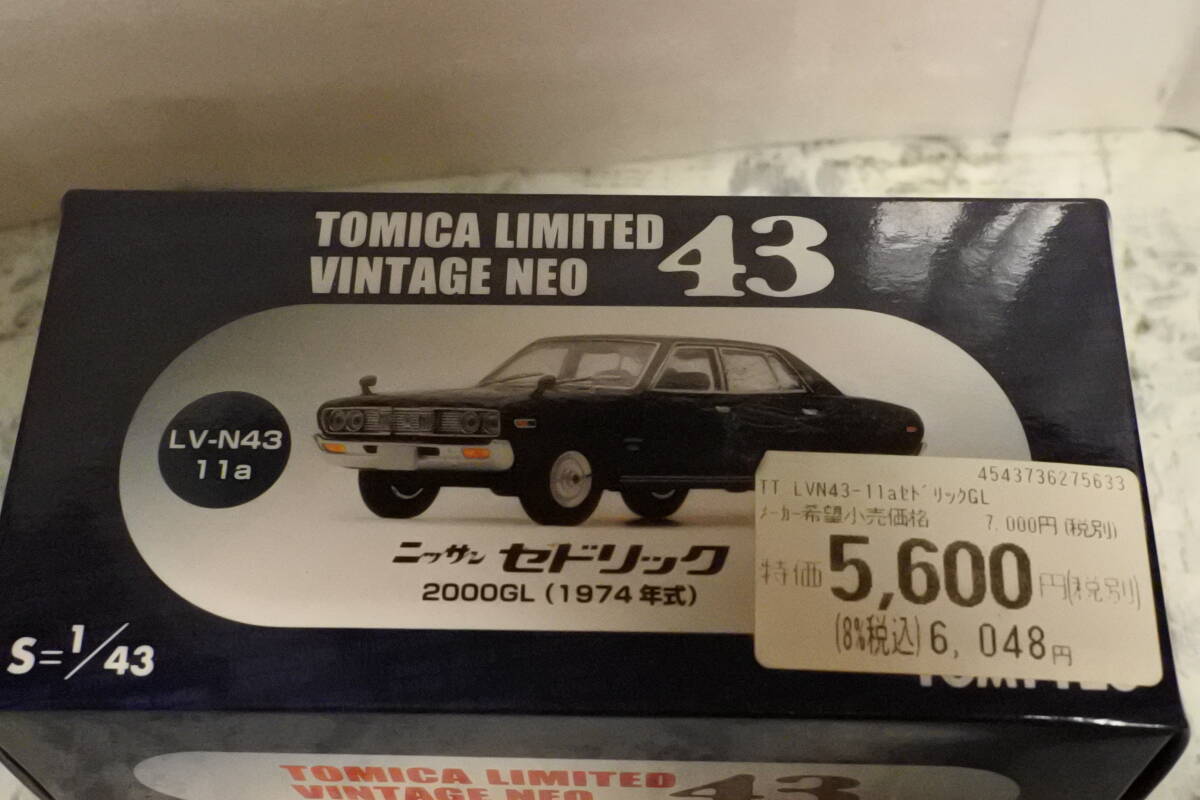 TOMICA LIMITED
VINTAGE NEO 43
LV-N43
11a
ニッサン セドリック
2000GL (1974年式)
S=1/43
4543736275633
TT LVN43-11aｾﾄﾞﾘｯｸGL
ﾒｰｶｰ希望小売価格 7,000円(税別)
特価 5,600円(税別)
(8%税込) 6,048円
TOMICA LIMITED
VINTAGE NEO 43